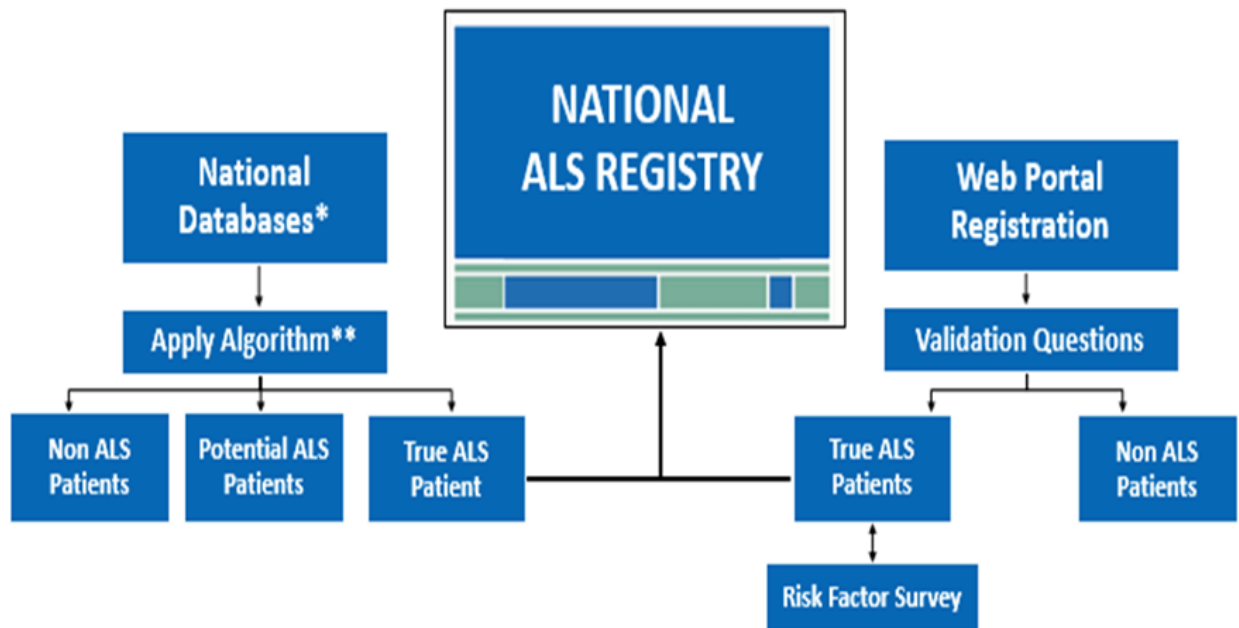 NATIONAL
ALS REGISTRY
National
Databases*
Web Portal
Registration
Apply Algorithm**
Validation Questions
Non ALS
Patients
Potential ALS
Patients
True ALS
Patient
True ALS
Patients
Non ALS
Patients
Risk Factor Survey